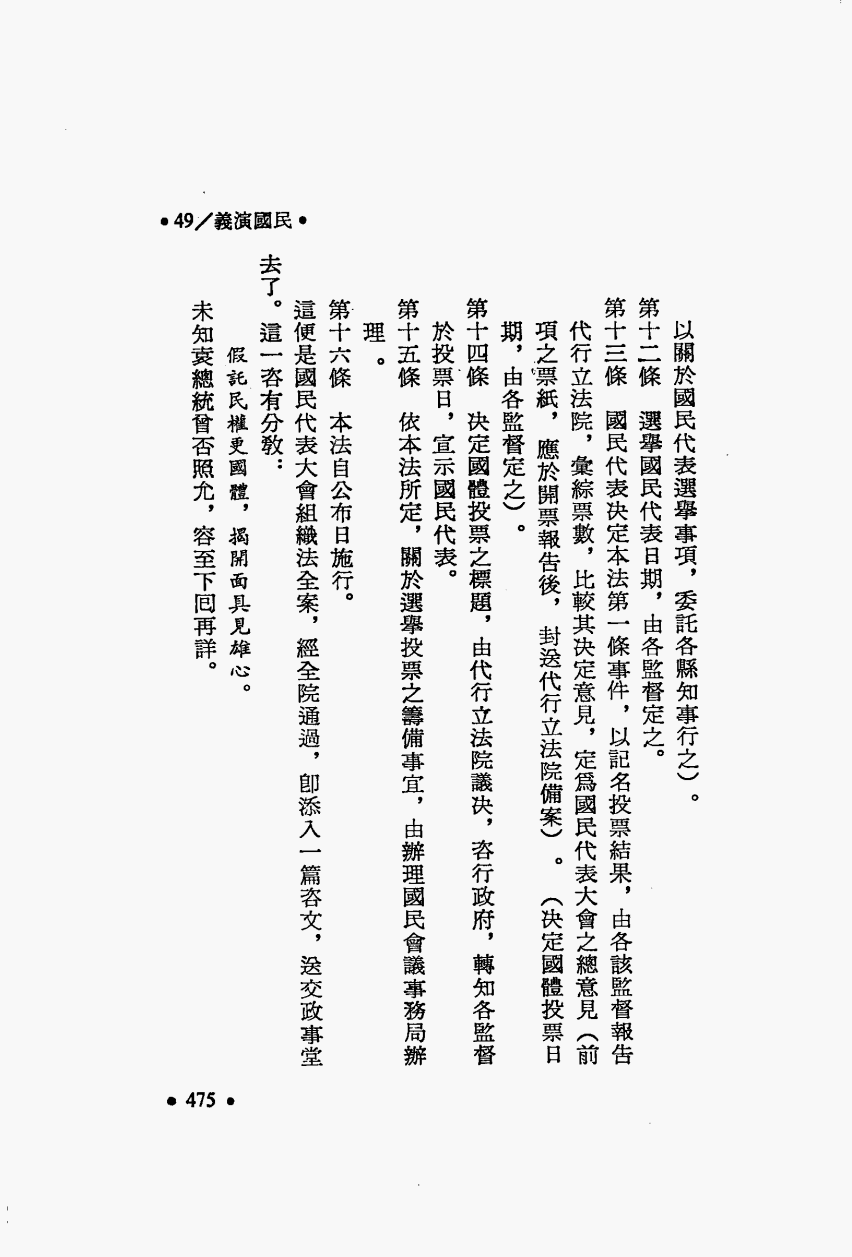 •49／義演國民•
以關於國民代表選舉事項，委託各縣知事行之）。
第十二條　選舉國民代表日期，由各監督定之。
第十三條　國民代表決定本法第一條事件，以記名投票結果，由各該監督報告
代行立法院，彙綜票數，比較其決定意見，定爲國民代表大會之總意見（前
項之票紙，應於開票報告後，封送代行立法院備案）。（決定國體投票日
期，由各監督定之）。
第十四條　決定國體投票之標題，由代行立法院議決，咨行政府，轉知各監督
於投票日，宣示國民代表。
第十五條　依本法所定，關於選舉投票之籌備事宜，由辦理國民會議事務局辦
理。
第十六條　本法自公布日施行。
這便是國民代表大會組織法全案，經全院通過，卽添入一篇咨文，送交政事堂
去了。這一咨有分教：
假託民權更國體，揭開面具見雄心。
未知袁總統曾否照允，容至下回再詳。
• 475 •